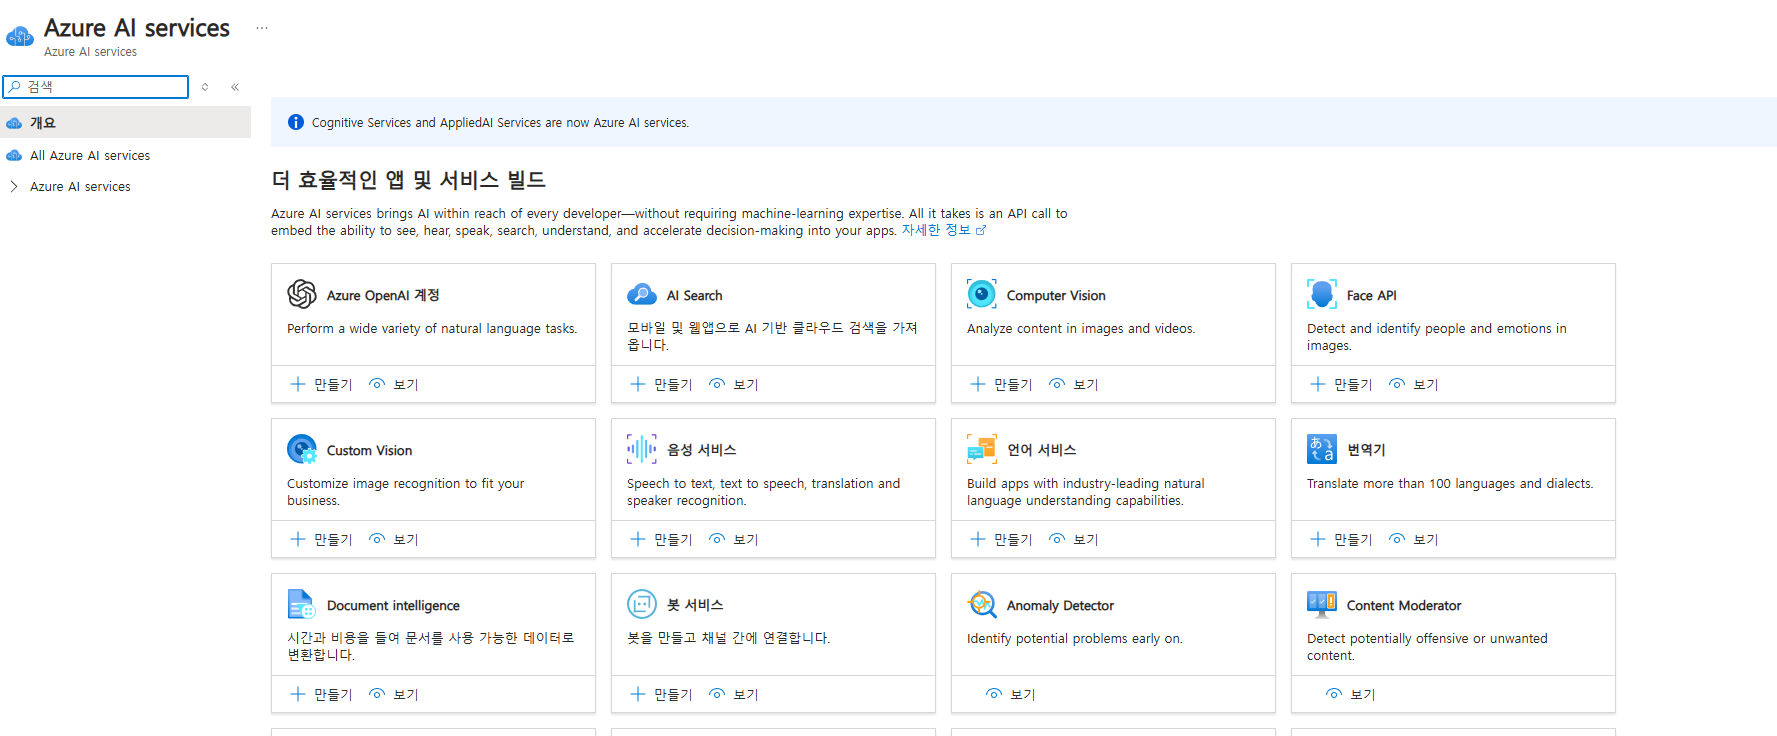 Azure AI services
...
Azure AI services
검색
개요
All Azure AI services
Azure AI services
Cognitive Services and AppliedAI Services are now Azure AI services.
더 효율적인 앱 및 서비스 빌드
Azure AI services brings AI within reach of every developer—without requiring machine-learning expertise. All it takes is an API call to
embed the ability to see, hear, speak, search, understand, and accelerate decision-making into your apps. 자세한 정보
Azure OpenAI 계정
Perform a wide variety of natural language tasks.
만들기 보기
AI Search
모바일 및 웹앱으로 AI 기반 클라우드 검색을 가져
옵니다.
만들기 보기
Computer Vision
Analyze content in images and videos.
만들기 보기
Face API
Detect and identify people and emotions in
images.
만들기 보기
Custom Vision
Customize image recognition to fit your
business.
만들기 보기
음성 서비스
Speech to text, text to speech, translation and
speaker recognition.
만들기 보기
언어 서비스
Build apps with industry-leading natural
language understanding capabilities.
만들기 보기
번역기
Translate more than 100 languages and dialects.
만들기 보기
Document intelligence
시간과 비용을 들여 문서를 사용 가능한 데이터로
변환합니다.
만들기 보기
봇 서비스
봇을 만들고 채널 간에 연결합니다.
만들기 보기
Anomaly Detector
Identify potential problems early on.
보기
Content Moderator
Detect potentially offensive or unwanted
content.
보기